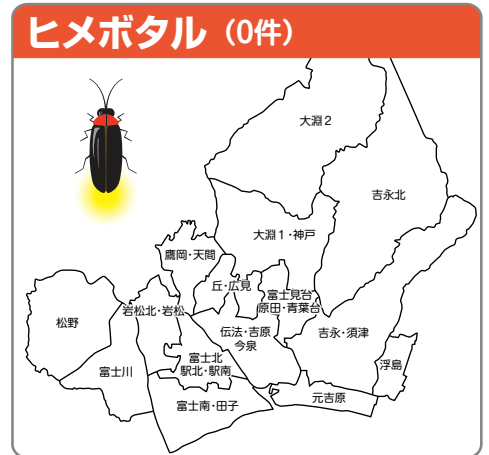 ヒメボタル（0件）
大淵２
吉永北
大淵１・神戸
鷹岡・天間
丘・広見
富士見台
原田・青葉台
岩松北・岩松
松野
伝法・吉原
今泉
吉永・須津
富士北
駅北・駅南
富士川
浮島
元吉原
富士南・田子